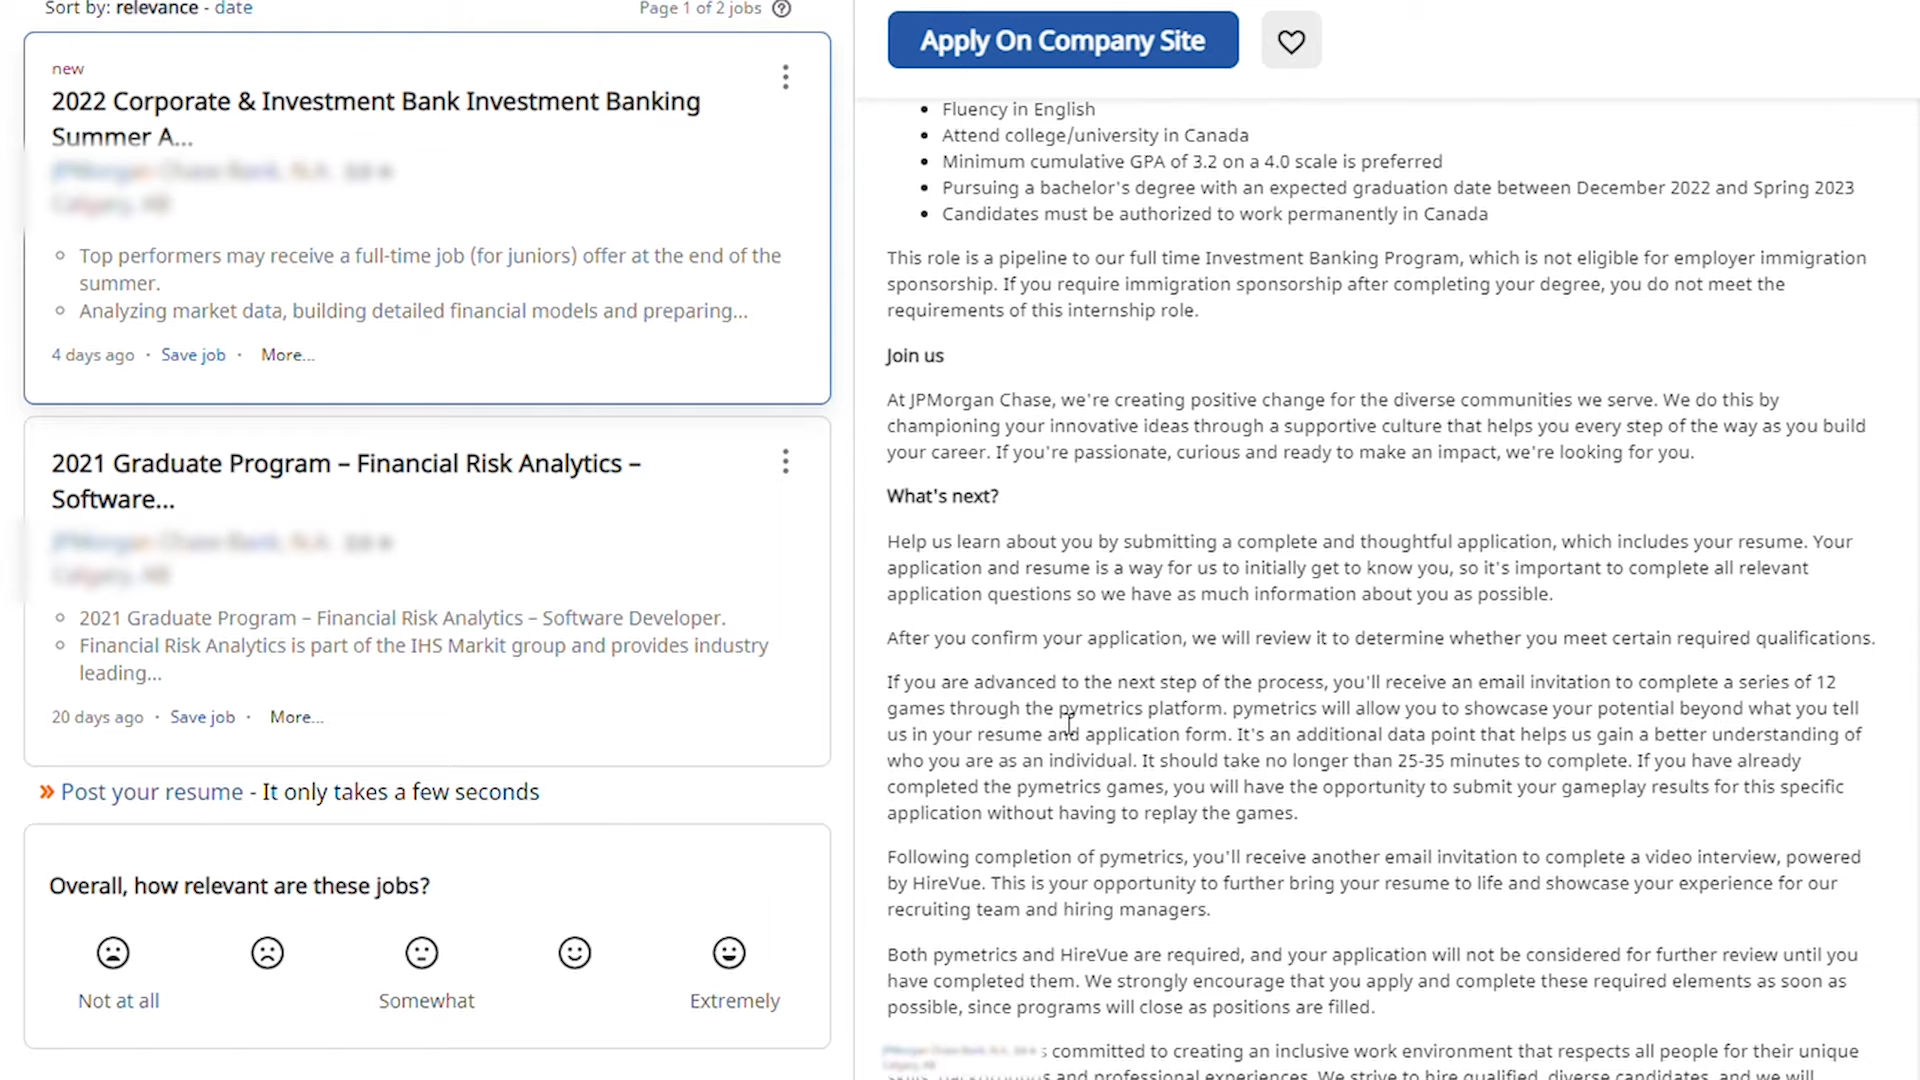 Sort by: relevance - date
Page 1 of 2 jobs
new
2022 Corporate & Investment Bank Investment Banking
Summer A...
Top performers may receive a full-time job (for juniors) offer at the end of the
summer.
Analyzing market data, building detailed financial models and preparing...
4 days ago · Save job · More...
2021 Graduate Program – Financial Risk Analytics –
Software...
2021 Graduate Program – Financial Risk Analytics – Software Developer.
Financial Risk Analytics is part of the IHS Markit group and provides industry
leading...
20 days ago · Save job · More...
» Post your resume - It only takes a few seconds
Overall, how relevant are these jobs?
Not at all
Somewhat
Extremely
Apply On Company Site
Fluency in English
Attend college/university in Canada
Minimum cumulative GPA of 3.2 on a 4.0 scale is preferred
Pursuing a bachelor's degree with an expected graduation date between December 2022 and Spring 2023
Candidates must be authorized to work permanently in Canada
This role is a pipeline to our full time Investment Banking Program, which is not eligible for employer immigration
sponsorship. If you require immigration sponsorship after completing your degree, you do not meet the
requirements of this internship role.
Join us
At JPMorgan Chase, we're creating positive change for the diverse communities we serve. We do this by
championing your innovative ideas through a supportive culture that helps you every step of the way as you build
your career. If you're passionate, curious and ready to make an impact, we're looking for you.
What's next?
Help us learn about you by submitting a complete and thoughtful application, which includes your resume. Your
application and resume is a way for us to initially get to know you, so it's important to complete all relevant
application questions so we have as much information about you as possible.
After you confirm your application, we will review it to determine whether you meet certain required qualifications.
If you are advanced to the next step of the process, you'll receive an email invitation to complete a series of 12
games through the pymetrics platform. pymetrics will allow you to showcase your potential beyond what you tell
us in your resume and application form. It's an additional data point that helps us gain a better understanding of
who you are as an individual. It should take no longer than 25-35 minutes to complete. If you have already
completed the pymetrics games, you will have the opportunity to submit your gameplay results for this specific
application without having to replay the games.
Following completion of pymetrics, you'll receive another email invitation to complete a video interview, powered
by HireVue. This is your opportunity to further bring your resume to life and showcase your experience for our
recruiting team and hiring managers.
Both pymetrics and HireVue are required, and your application will not be considered for further review until you
have completed them. We strongly encourage that you apply and complete these required elements as soon as
possible, since programs will close as positions are filled.
committed to creating an inclusive work environment that respects all people for their unique
and professional experiences. We strive to hire qualified, diverse candidates, and we will